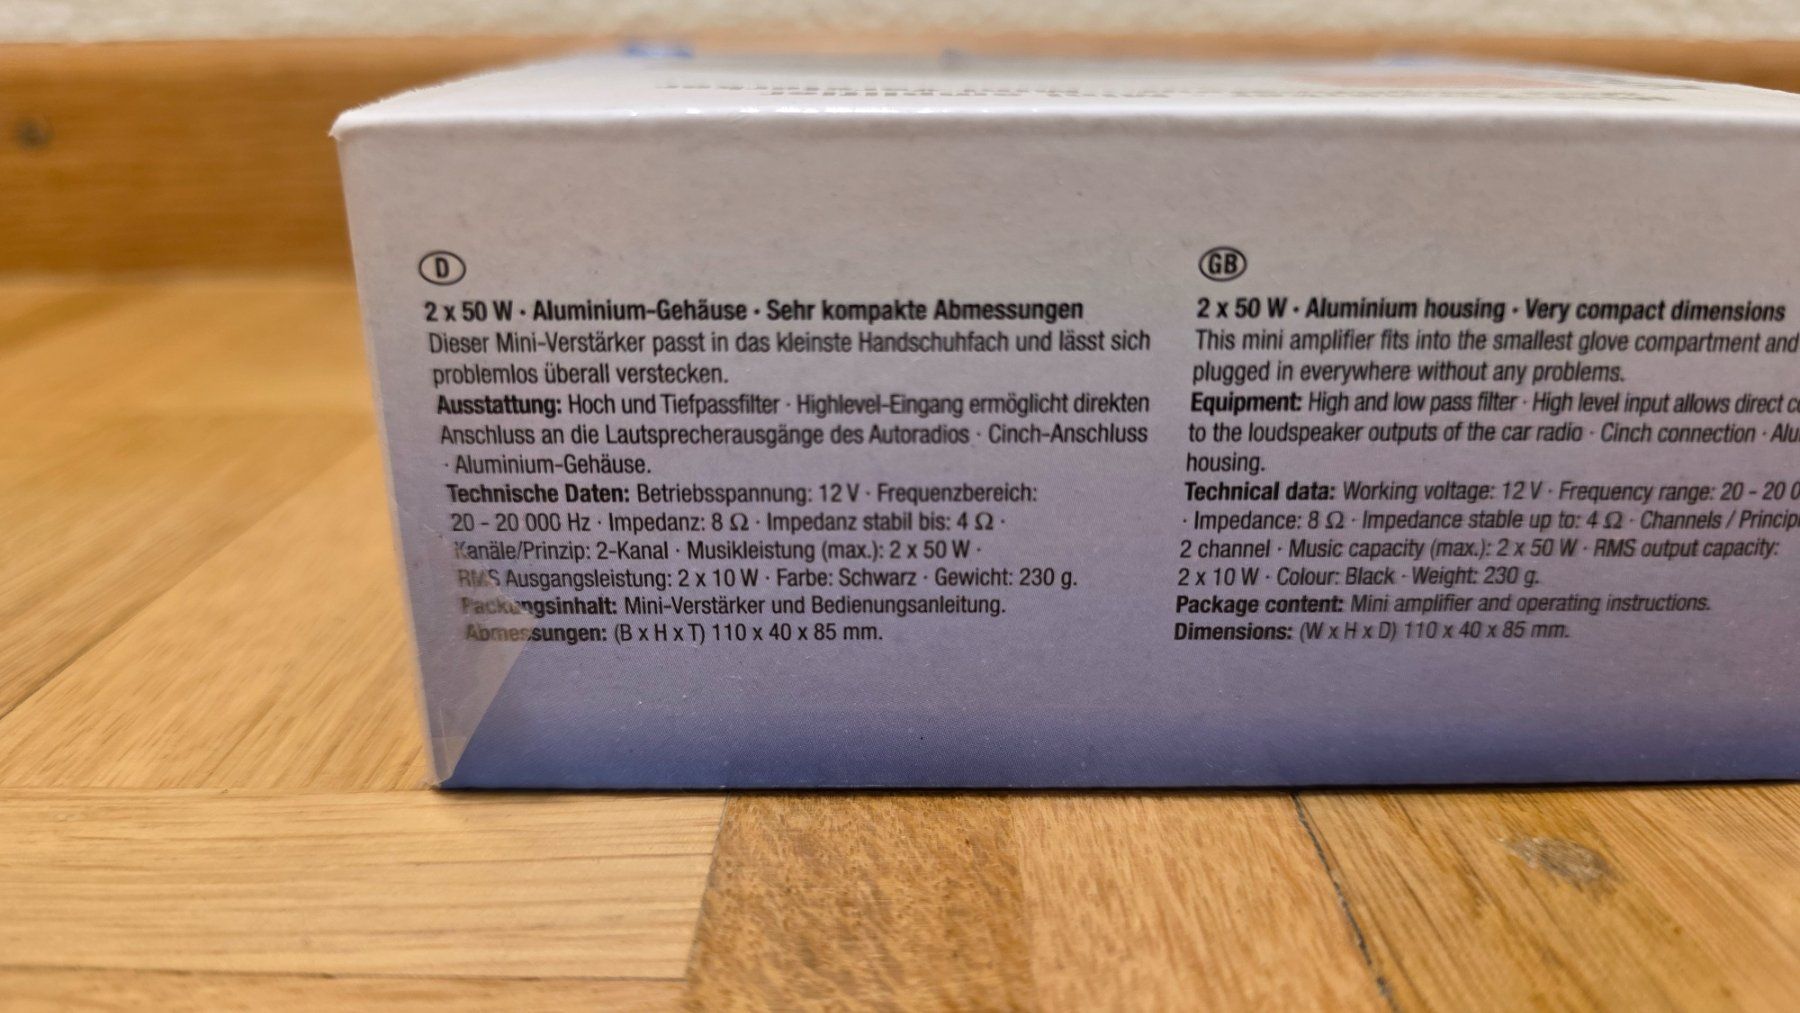 D
2 x 50 W · Aluminium-Gehäuse · Sehr kompakte Abmessungen
Dieser Mini-Verstärker passt in das kleinste Handschuhfach und lässt sich
problemlos überall verstecken.
Ausstattung: Hoch und Tiefpassfilter · Highlevel-Eingang ermöglicht direkten
Anschluss an die Lautsprecherausgänge des Autoradios · Cinch-Anschluss
· Aluminium-Gehäuse.
Technische Daten: Betriebsspannung: 12 V · Frequenzbereich:
20 - 20 000 Hz · Impedanz: 8 Ω · Impedanz stabil bis: 4 Ω ·
Kanäle/Prinzip: 2-Kanal · Musikleistung (max.): 2 x 50 W ·
RMS Ausgangsleistung: 2 x 10 W · Farbe: Schwarz · Gewicht: 230 g.
Packungsinhalt: Mini-Verstärker und Bedienungsanleitung.
Abmessungen: (B x H x T) 110 x 40 x 85 mm.
GB
2 x 50 W · Aluminium housing · Very compact dimensions
This mini amplifier fits into the smallest glove compartment and
plugged in everywhere without any problems.
Equipment: High and low pass filter · High level input allows direct
to the loudspeaker outputs of the car radio · Cinch connection ·
housing.
Technical data: Working voltage: 12 V · Frequency range: 20 - 20
· Impedance: 8 Ω · Impedance stable up to: 4 Ω · Channels /
2 channel · Music capacity (max.): 2 x 50 W · RMS output capacity:
2 x 10 W · Colour: Black · Weight: 230 g.
Package content: Mini amplifier and operating instructions.
Dimensions: (W x H x D) 110 x 40 x 85 mm.